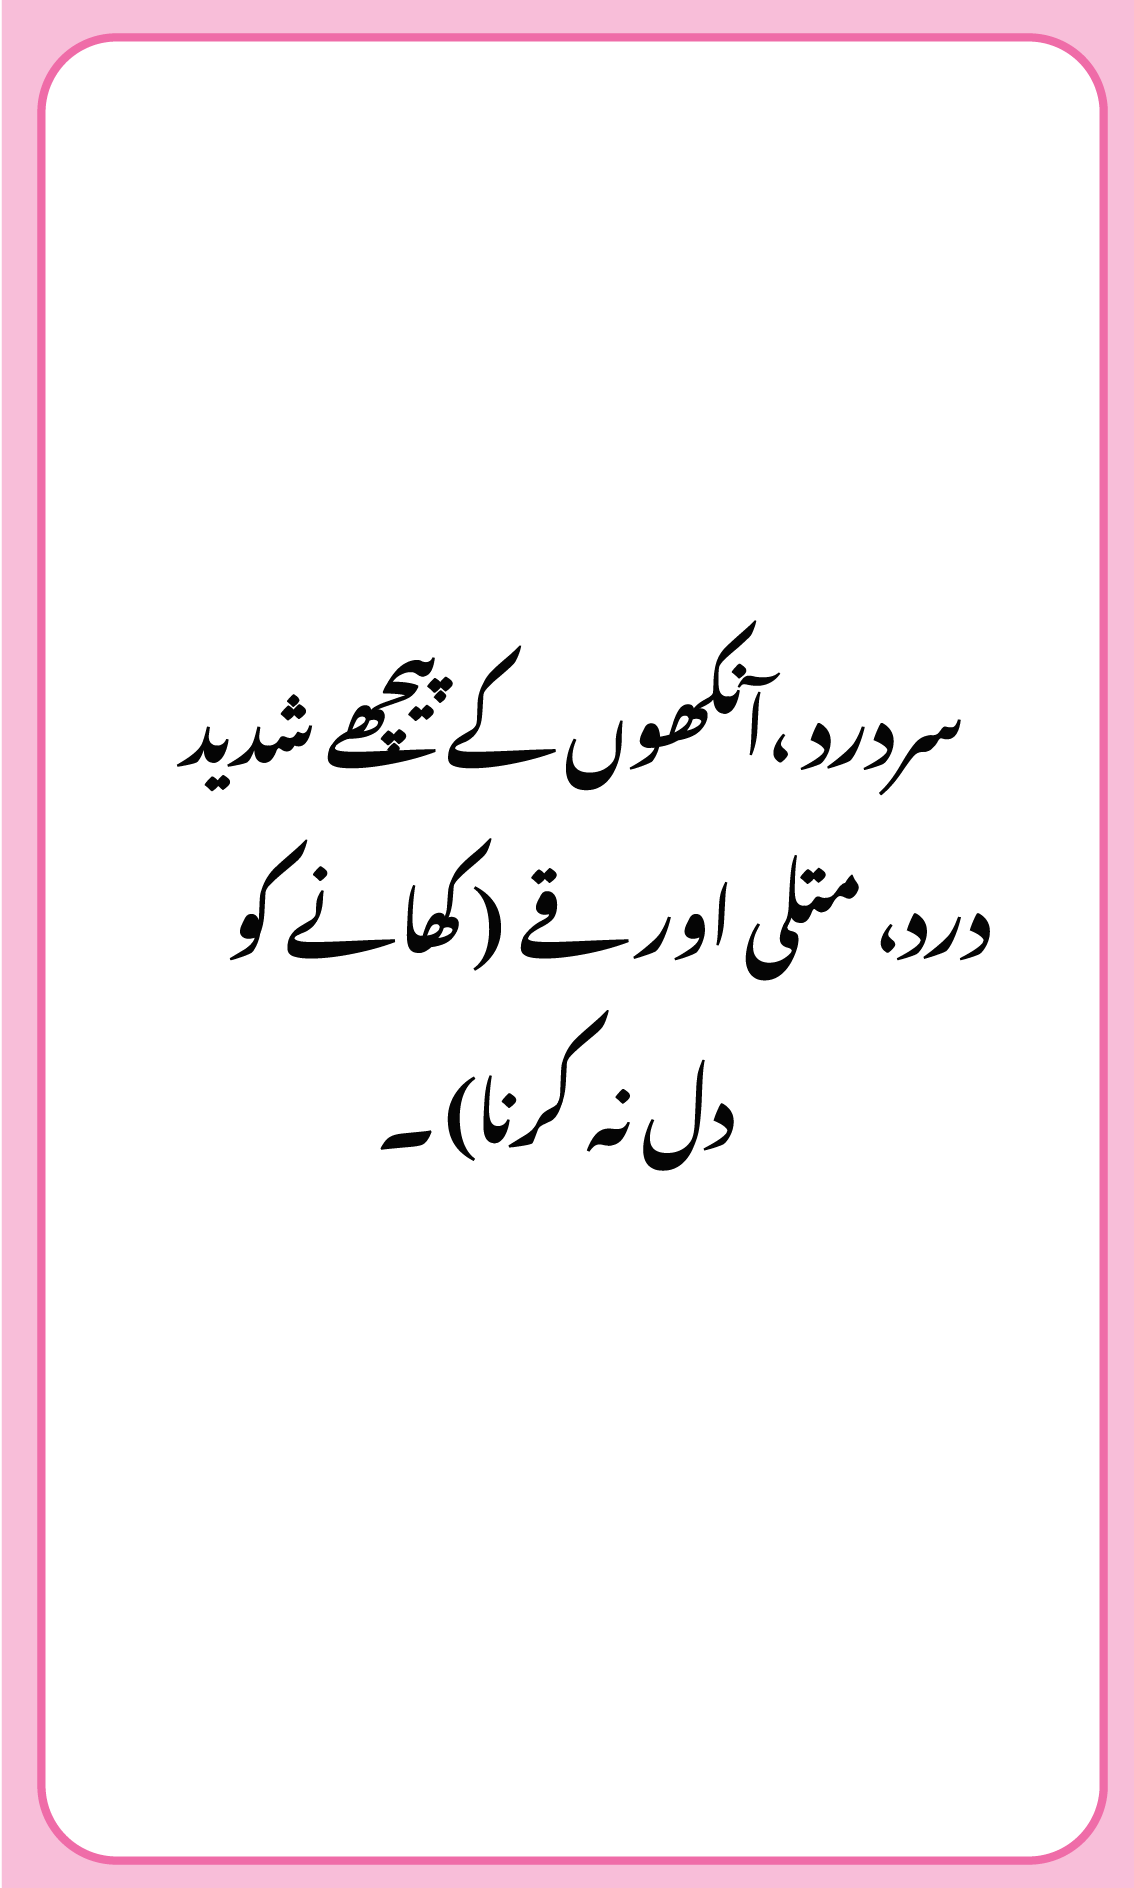 سردرد، آنکھوں کے پیچھے شدید
درد، متلی اور قے (کھانے کو
دل نہ کرنا)۔